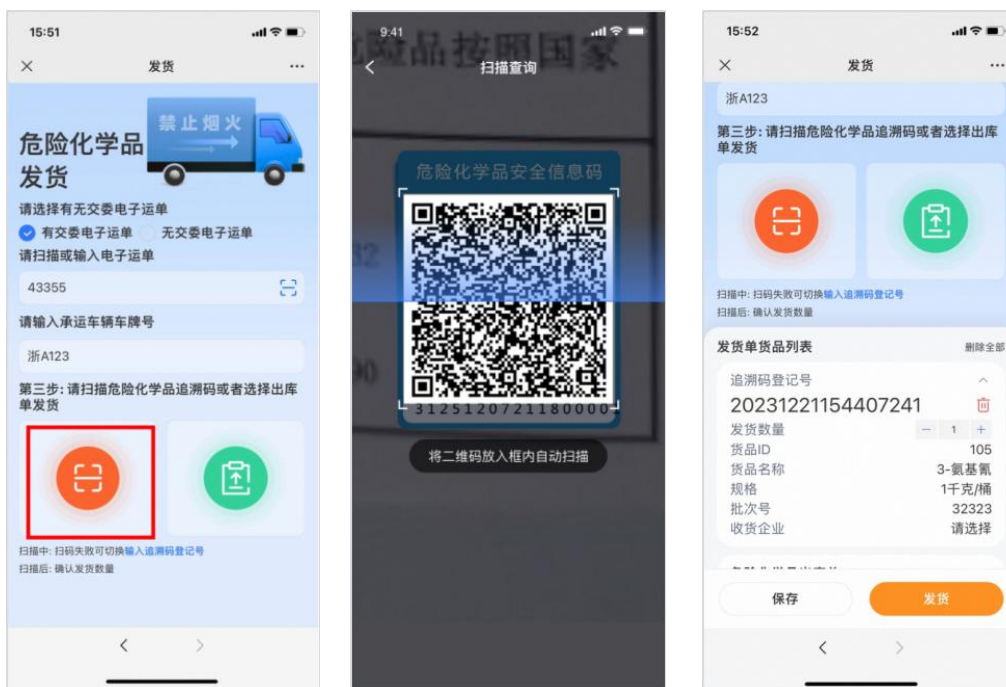 15:51
发货
禁止烟火
危险化学品
发货
请选择有无交委电子运单
有交委电子运单
无交委电子运单
请扫描或输入电子运单
43355
请输入承运车辆车牌号
浙A123
第三步: 请扫描危险化学品追溯码或者选择出库
单发货
扫描中: 扫码失败可切换输入追溯码登记号
扫描后: 确认发货数量
9:41
险品按照国家
扫描查询
危险化学品安全信息码
将二维码放入框内自动扫描
15:52
发货
浙A123
第三步: 请扫描危险化学品追溯码或者选择出库
单发货
扫描中: 扫码失败可切换输入追溯码登记号
扫描后: 确认发货数量
发货单货品列表
删除全部
追溯码登记号
20231221154407241
发货数量
1
货品ID
105
货品名称
3-氨基氰
规格
1千克/桶
批次号
32323
收货企业
请选择
保存
发货